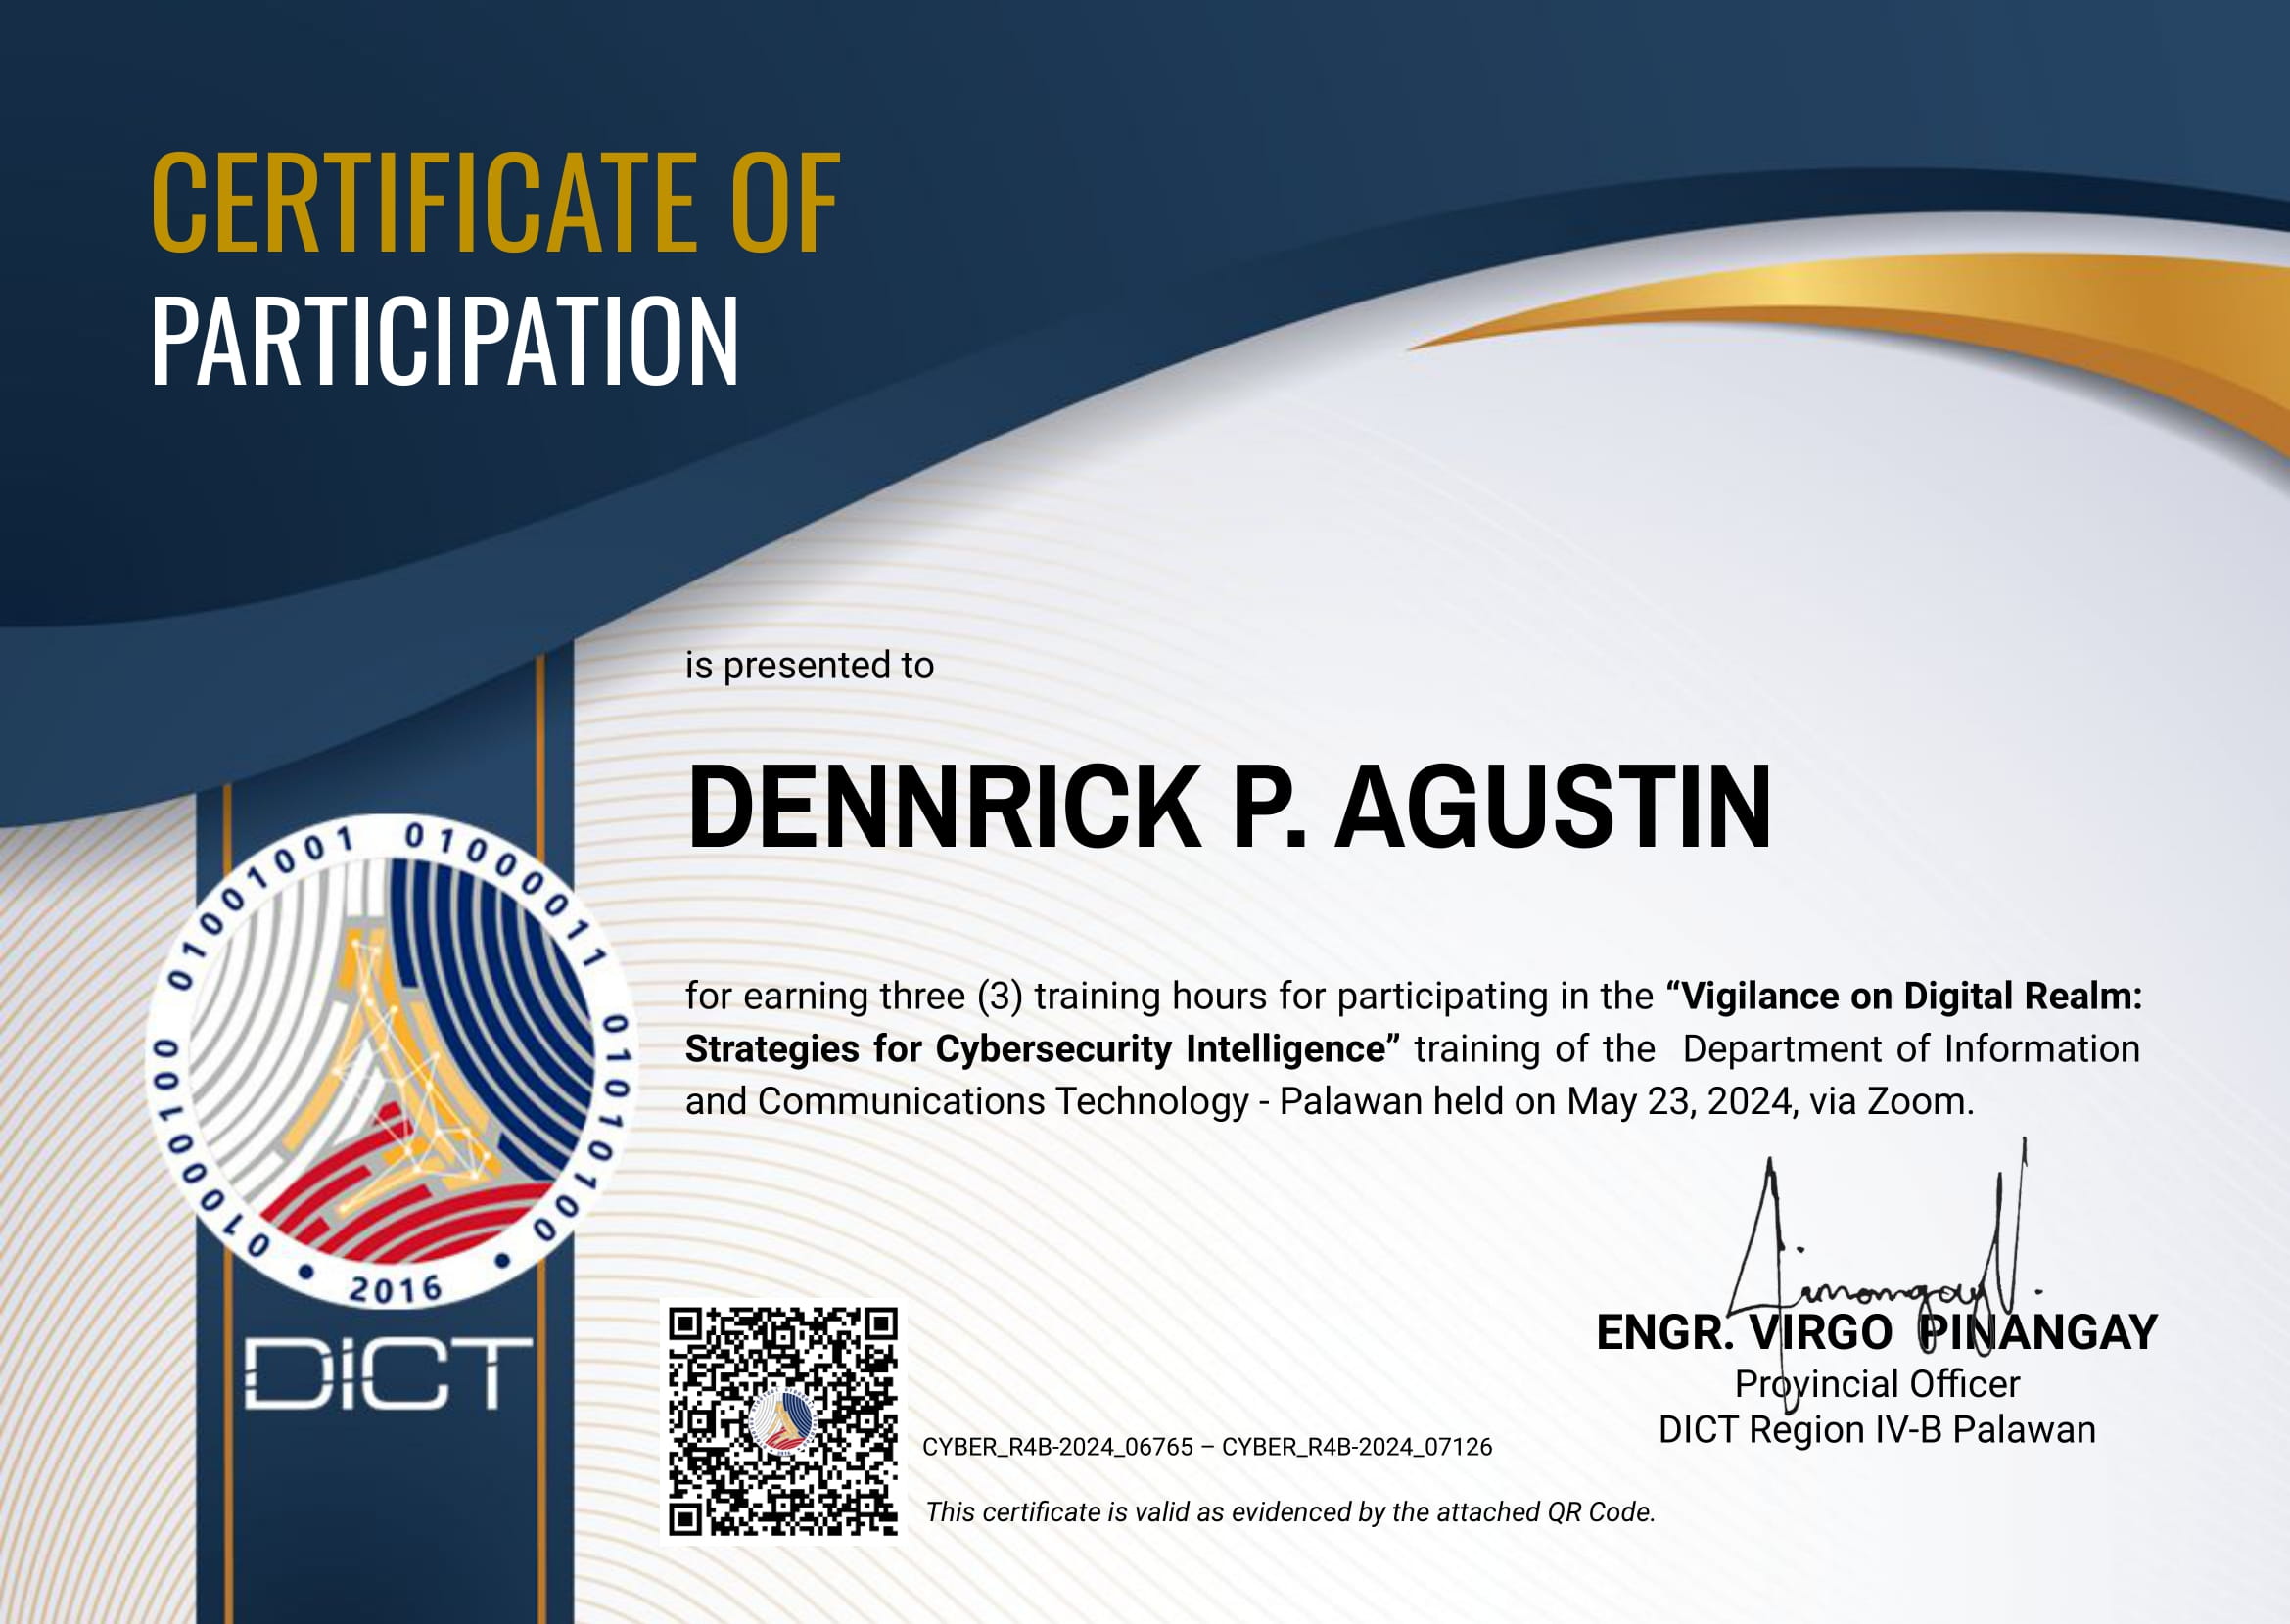 CERTIFICATE OF
PARTICIPATION
is presented to
DENNRICK P. AGUSTIN
for earning three (3) training hours for participating in the “Vigilance on Digital Realm:
Strategies for Cybersecurity Intelligence” training of the Department of Information
and Communications Technology - Palawan held on May 23, 2024, via Zoom.
01001001 01000011 01010100 • 2016 • 01000100
DICT
ENGR. VIRGO PINANGAY
Provincial Officer
DICT Region IV-B Palawan
CYBER_R4B-2024_06765 – CYBER_R4B-2024_07126
This certificate is valid as evidenced by the attached QR Code.